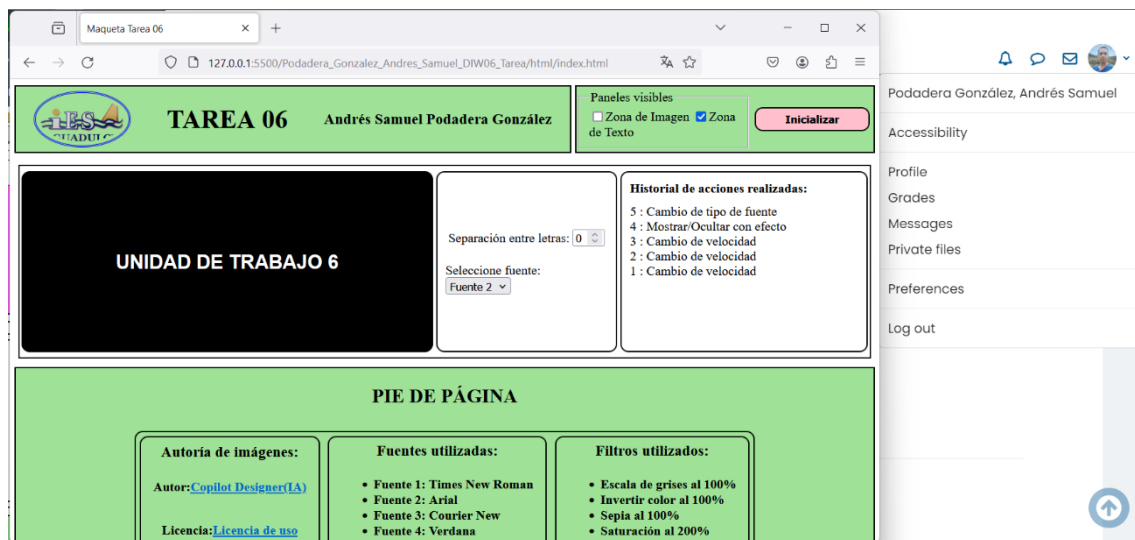 Maqueta Tarea 06
127.0.0.1:5500/Podadera_Gonzalez_Andres_Samuel_DIW06_Tarea/html/index.html
iES
GUADULC
TAREA 06
Andrés Samuel Podadera González
Paneles visibles
Zona de Imagen Zona
de Texto
Inicializar
UNIDAD DE TRABAJO 6
Separación entre letras: 0
Seleccione fuente:
Fuente 2
Historial de acciones realizadas:
5 : Cambio de tipo de fuente
4 : Mostrar/Ocultar con efecto
3 : Cambio de velocidad
2 : Cambio de velocidad
1 : Cambio de velocidad
PIE DE PÁGINA
Autoría de imágenes:
Autor:Copilot Designer(IA)
Licencia:Licencia de uso
Fuentes utilizadas:
Fuente 1: Times New Roman
Fuente 2: Arial
Fuente 3: Courier New
Fuente 4: Verdana
Filtros utilizados:
Escala de grises al 100%
Invertir color al 100%
Sepia al 100%
Saturación al 200%
Podadera González, Andrés Samuel
Accessibility
Profile
Grades
Messages
Private files
Preferences
Log out